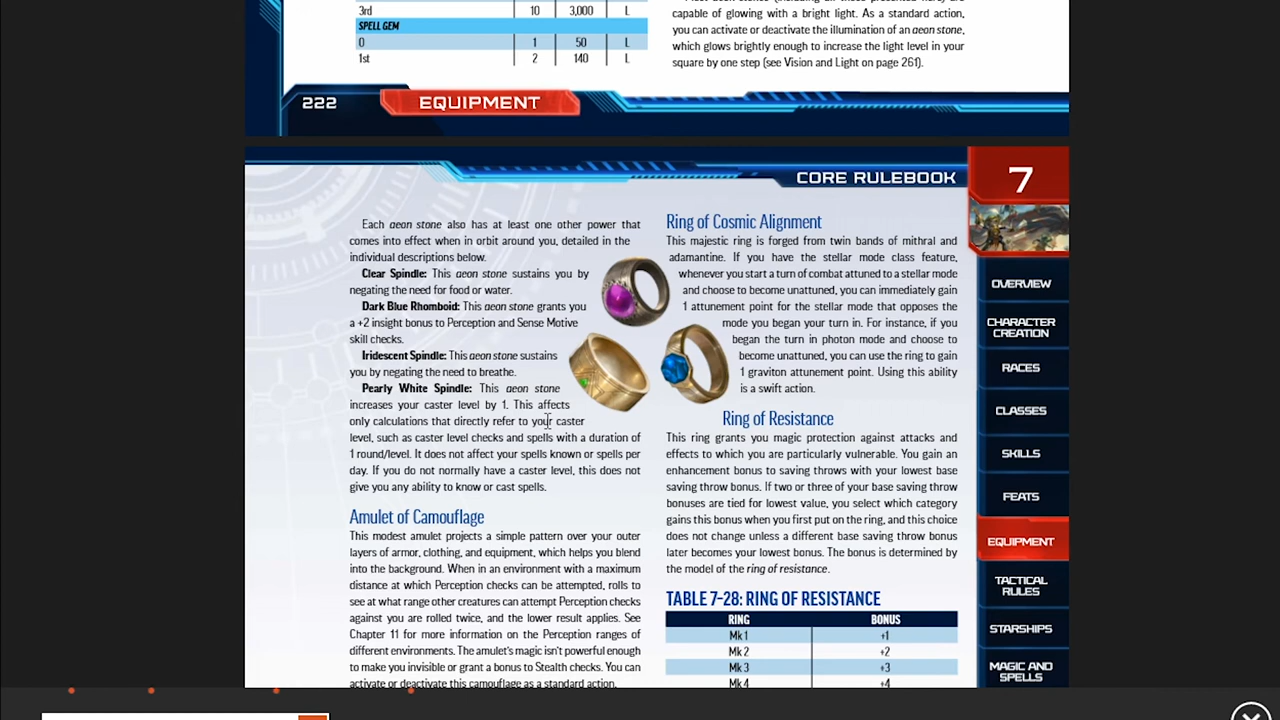 3rd 10 3,000 L
SPELL GEM
0 1 50 L
1st 2 140 L
capable of glowing with a bright light. As a standard action,
you can activate or deactivate the illumination of an aeon stone,
which glows brightly enough to increase the light level in your
square by one step (see Vision and Light on page 261).
222 EQUIPMENT
CORE RULEBOOK
7
Each aeon stone also has at least one other power that
comes into effect when in orbit around you, detailed in the
individual descriptions below.
Clear Spindle: This aeon stone sustains you by
negating the need for food or water.
Dark Blue Rhomboid: This aeon stone grants you
a +2 insight bonus to Perception and Sense Motive
skill checks.
Iridescent Spindle: This aeon stone sustains
you by negating the need to breathe.
Pearly White Spindle: This aeon stone
increases your caster level by 1. This affects
only calculations that directly refer to your caster
level, such as caster level checks and spells with a duration of
1 round/level. It does not affect your spells known or spells per
day. If you do not normally have a caster level, this does not
give you any ability to know or cast spells.
Amulet of Camouflage
This modest amulet projects a simple pattern over your outer
layers of armor, clothing, and equipment, which helps you blend
into the background. When in an environment with a maximum
distance at which Perception checks can be attempted, rolls to
see at what range other creatures can attempt Perception checks
against you are rolled twice, and the lower result applies. See
Chapter 11 for more information on the Perception ranges of
different environments. The amulet's magic isn't powerful enough
to make you invisible or grant a bonus to Stealth checks. You can
activate or deactivate this camouflage as a standard action.
Ring of Cosmic Alignment
This majestic ring is forged from twin bands of mithral and
adamantine. If you have the stellar mode class feature,
whenever you start a turn of combat attuned to a stellar mode
and choose to become unattuned, you can immediately gain
1 attunement point for the stellar mode that opposes the
mode you began your turn in. For instance, if you
began the turn in photon mode and choose to
become unattuned, you can use the ring to gain
1 graviton attunement point. Using this ability
is a swift action.
Ring of Resistance
This ring grants you magic protection against attacks and
effects to which you are particularly vulnerable. You gain an
enhancement bonus to saving throws with your lowest base
saving throw bonus. If two or three of your base saving throw
bonuses are tied for lowest value, you select which category
gains this bonus when you first put on the ring, and this choice
does not change unless a different base saving throw bonus
later becomes your lowest bonus. The bonus is determined by
the model of the ring of resistance.
TABLE 7–28: RING OF RESISTANCE
RING BONUS
Mk 1 +1
Mk 2 +2
Mk 3 +3
Mk 4 +4
OVERVIEW
CHARACTER
CREATION
RACES
CLASSES
SKILLS
FEATS
EQUIPMENT
TACTICAL
RULES
STARSHIPS
MAGIC AND
SPELLS